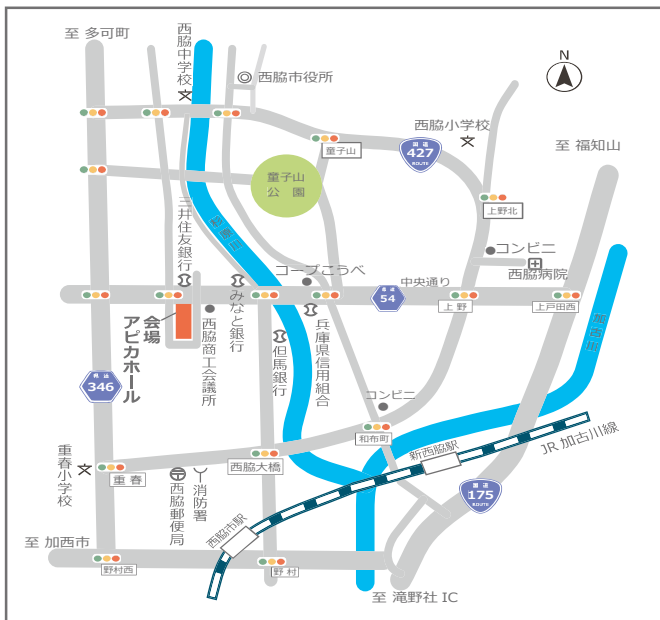 至 多可町
西脇中学校
西脇市役所
N
西脇小学校
国道
427
ROUTE
至 福知山
童子山
童子山
公園
上野北
三井住友銀行
杉原川
コンビニ
西脇病院
コープこうべ
中央通り
県道
54
みなと銀行
上 野
上戸田西
加古川
会場
アピカホール
西脇商工会議所
但馬銀行
兵庫県信用組合
県道
346
コンビニ
和布町
新西脇駅
JR 加古川線
重春小学校
重 春
西脇郵便局
消防署
西脇大橋
国道
175
ROUTE
西脇市駅
至 加西市
野村西
野 村
至 滝野社 IC